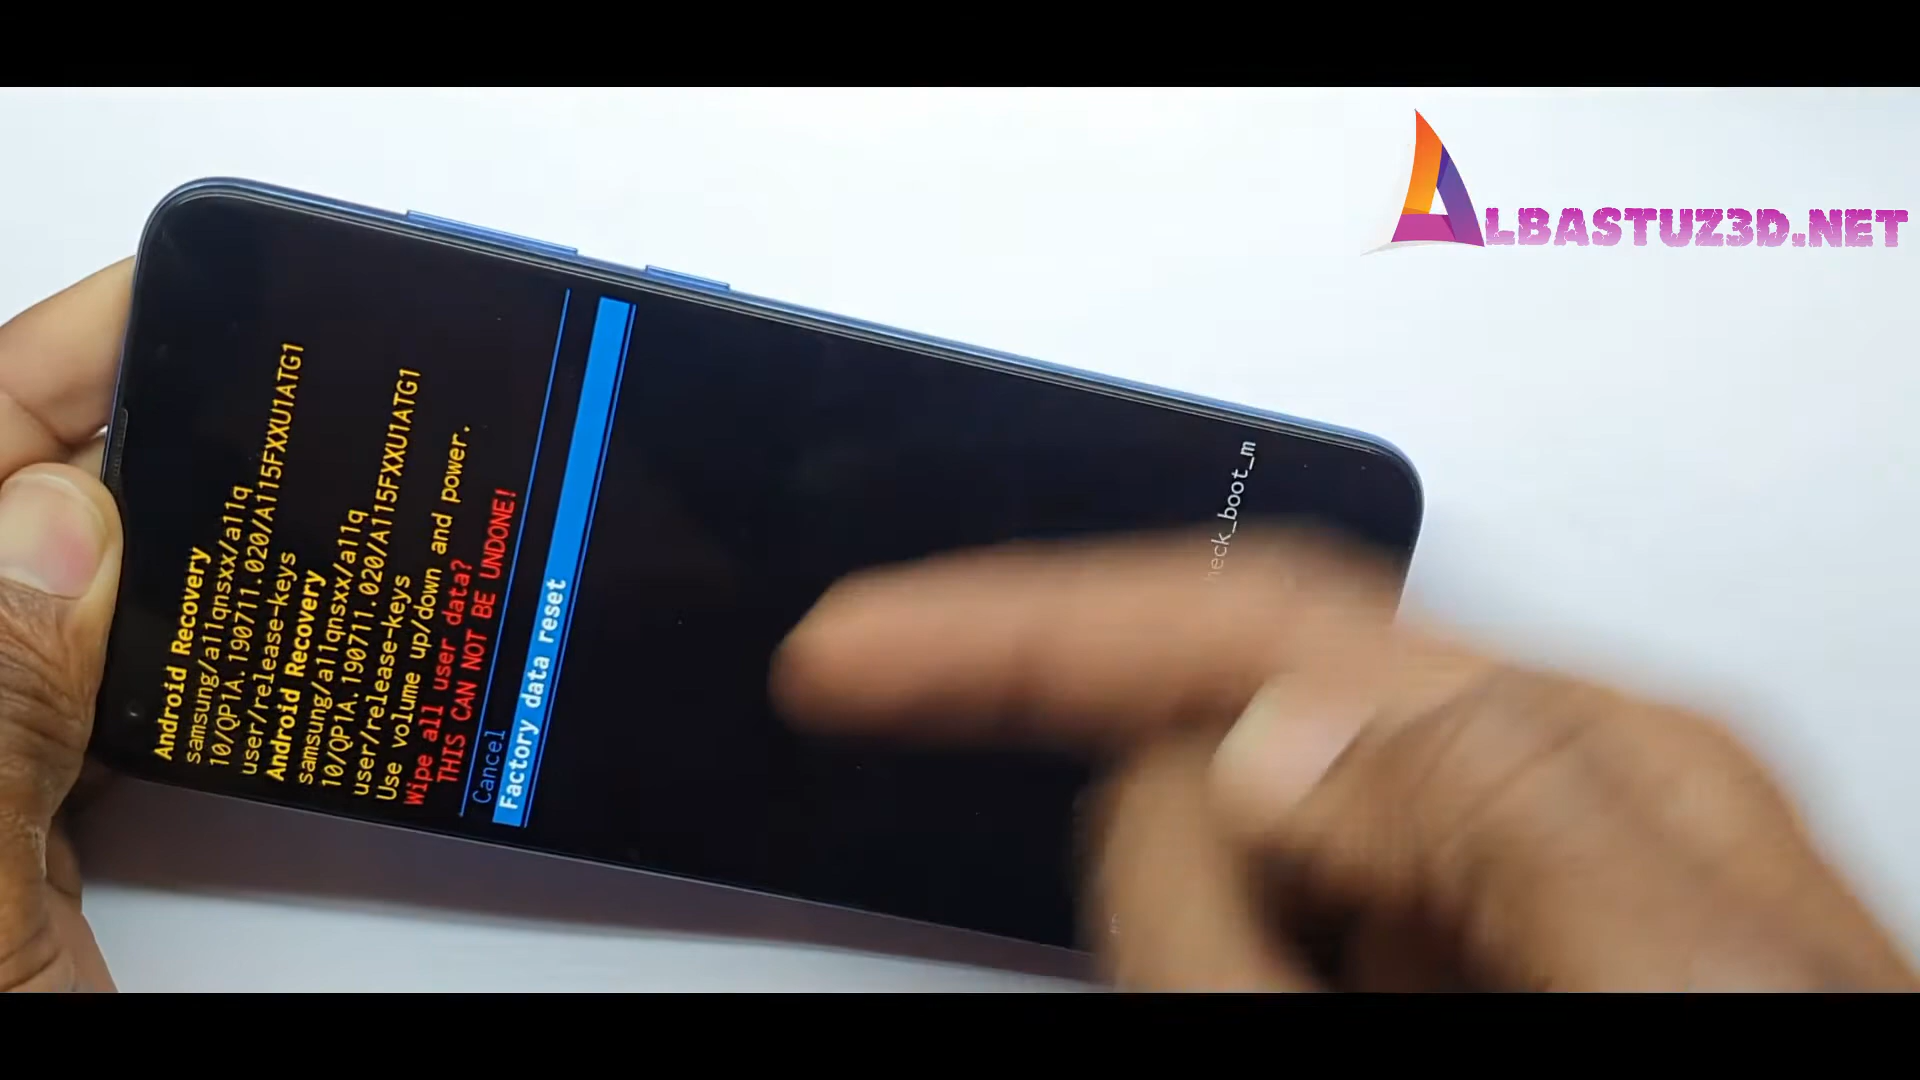 ALBASTUZ3D.NET
Android Recovery
samsung/a11qnsxx/a11q
10/QP1A.190711.020/A115FXXU1ATG1
user/release-keys
Android Recovery
samsung/a11qnsxx/a11q
10/QP1A.190711.020/A115FXXU1ATG1
user/release-keys
Use volume up/down and power.
Wipe all user data?
THIS CAN NOT BE UNDONE!
Cancel
Factory data reset
heck_boot_m